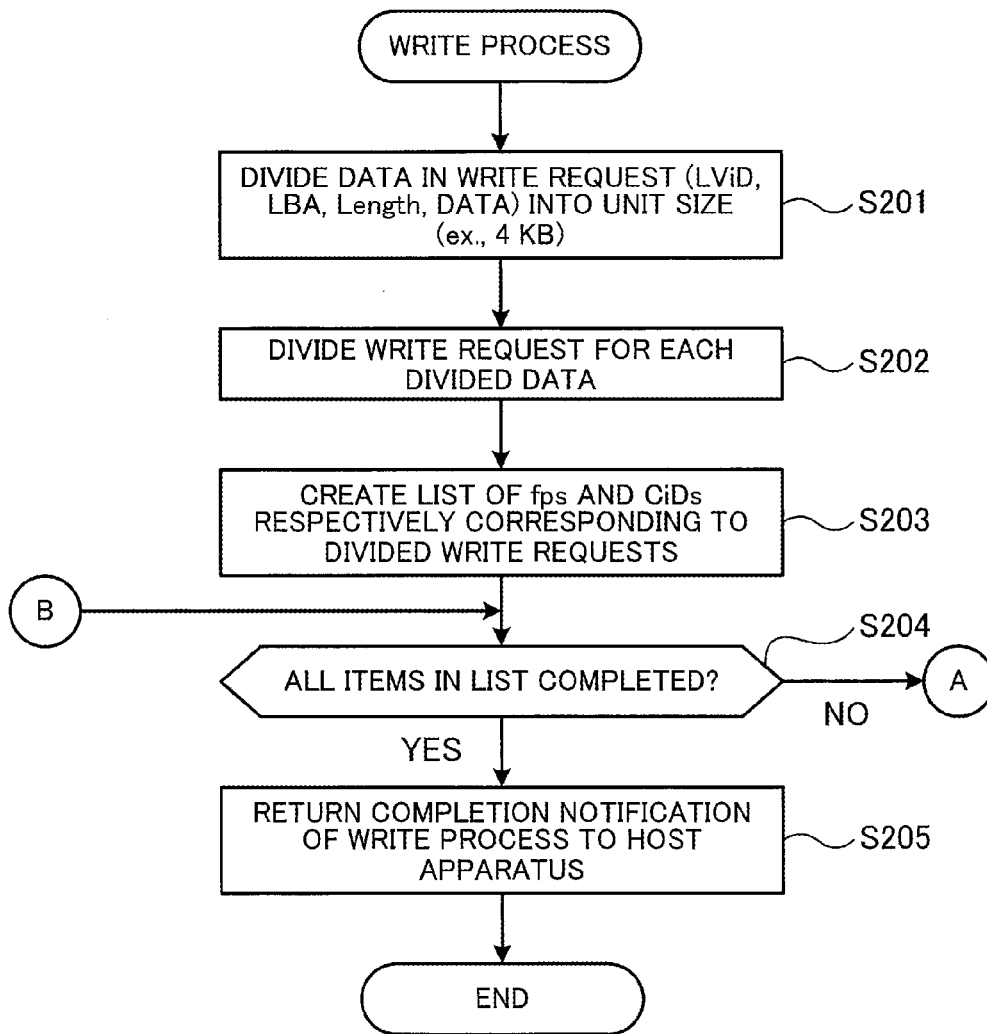 WRITE PROCESS
DIVIDE DATA IN WRITE REQUEST (LViD,
LBA, Length, DATA) INTO UNIT SIZE
(ex., 4 KB)
S201
DIVIDE WRITE REQUEST FOR EACH
DIVIDED DATA
S202
CREATE LIST OF fps AND CiDs
RESPECTIVELY CORRESPONDING TO
DIVIDED WRITE REQUESTS
S203
B
S204
ALL ITEMS IN LIST COMPLETED?
A
NO
YES
RETURN COMPLETION NOTIFICATION
OF WRITE PROCESS TO HOST
APPARATUS
S205
END